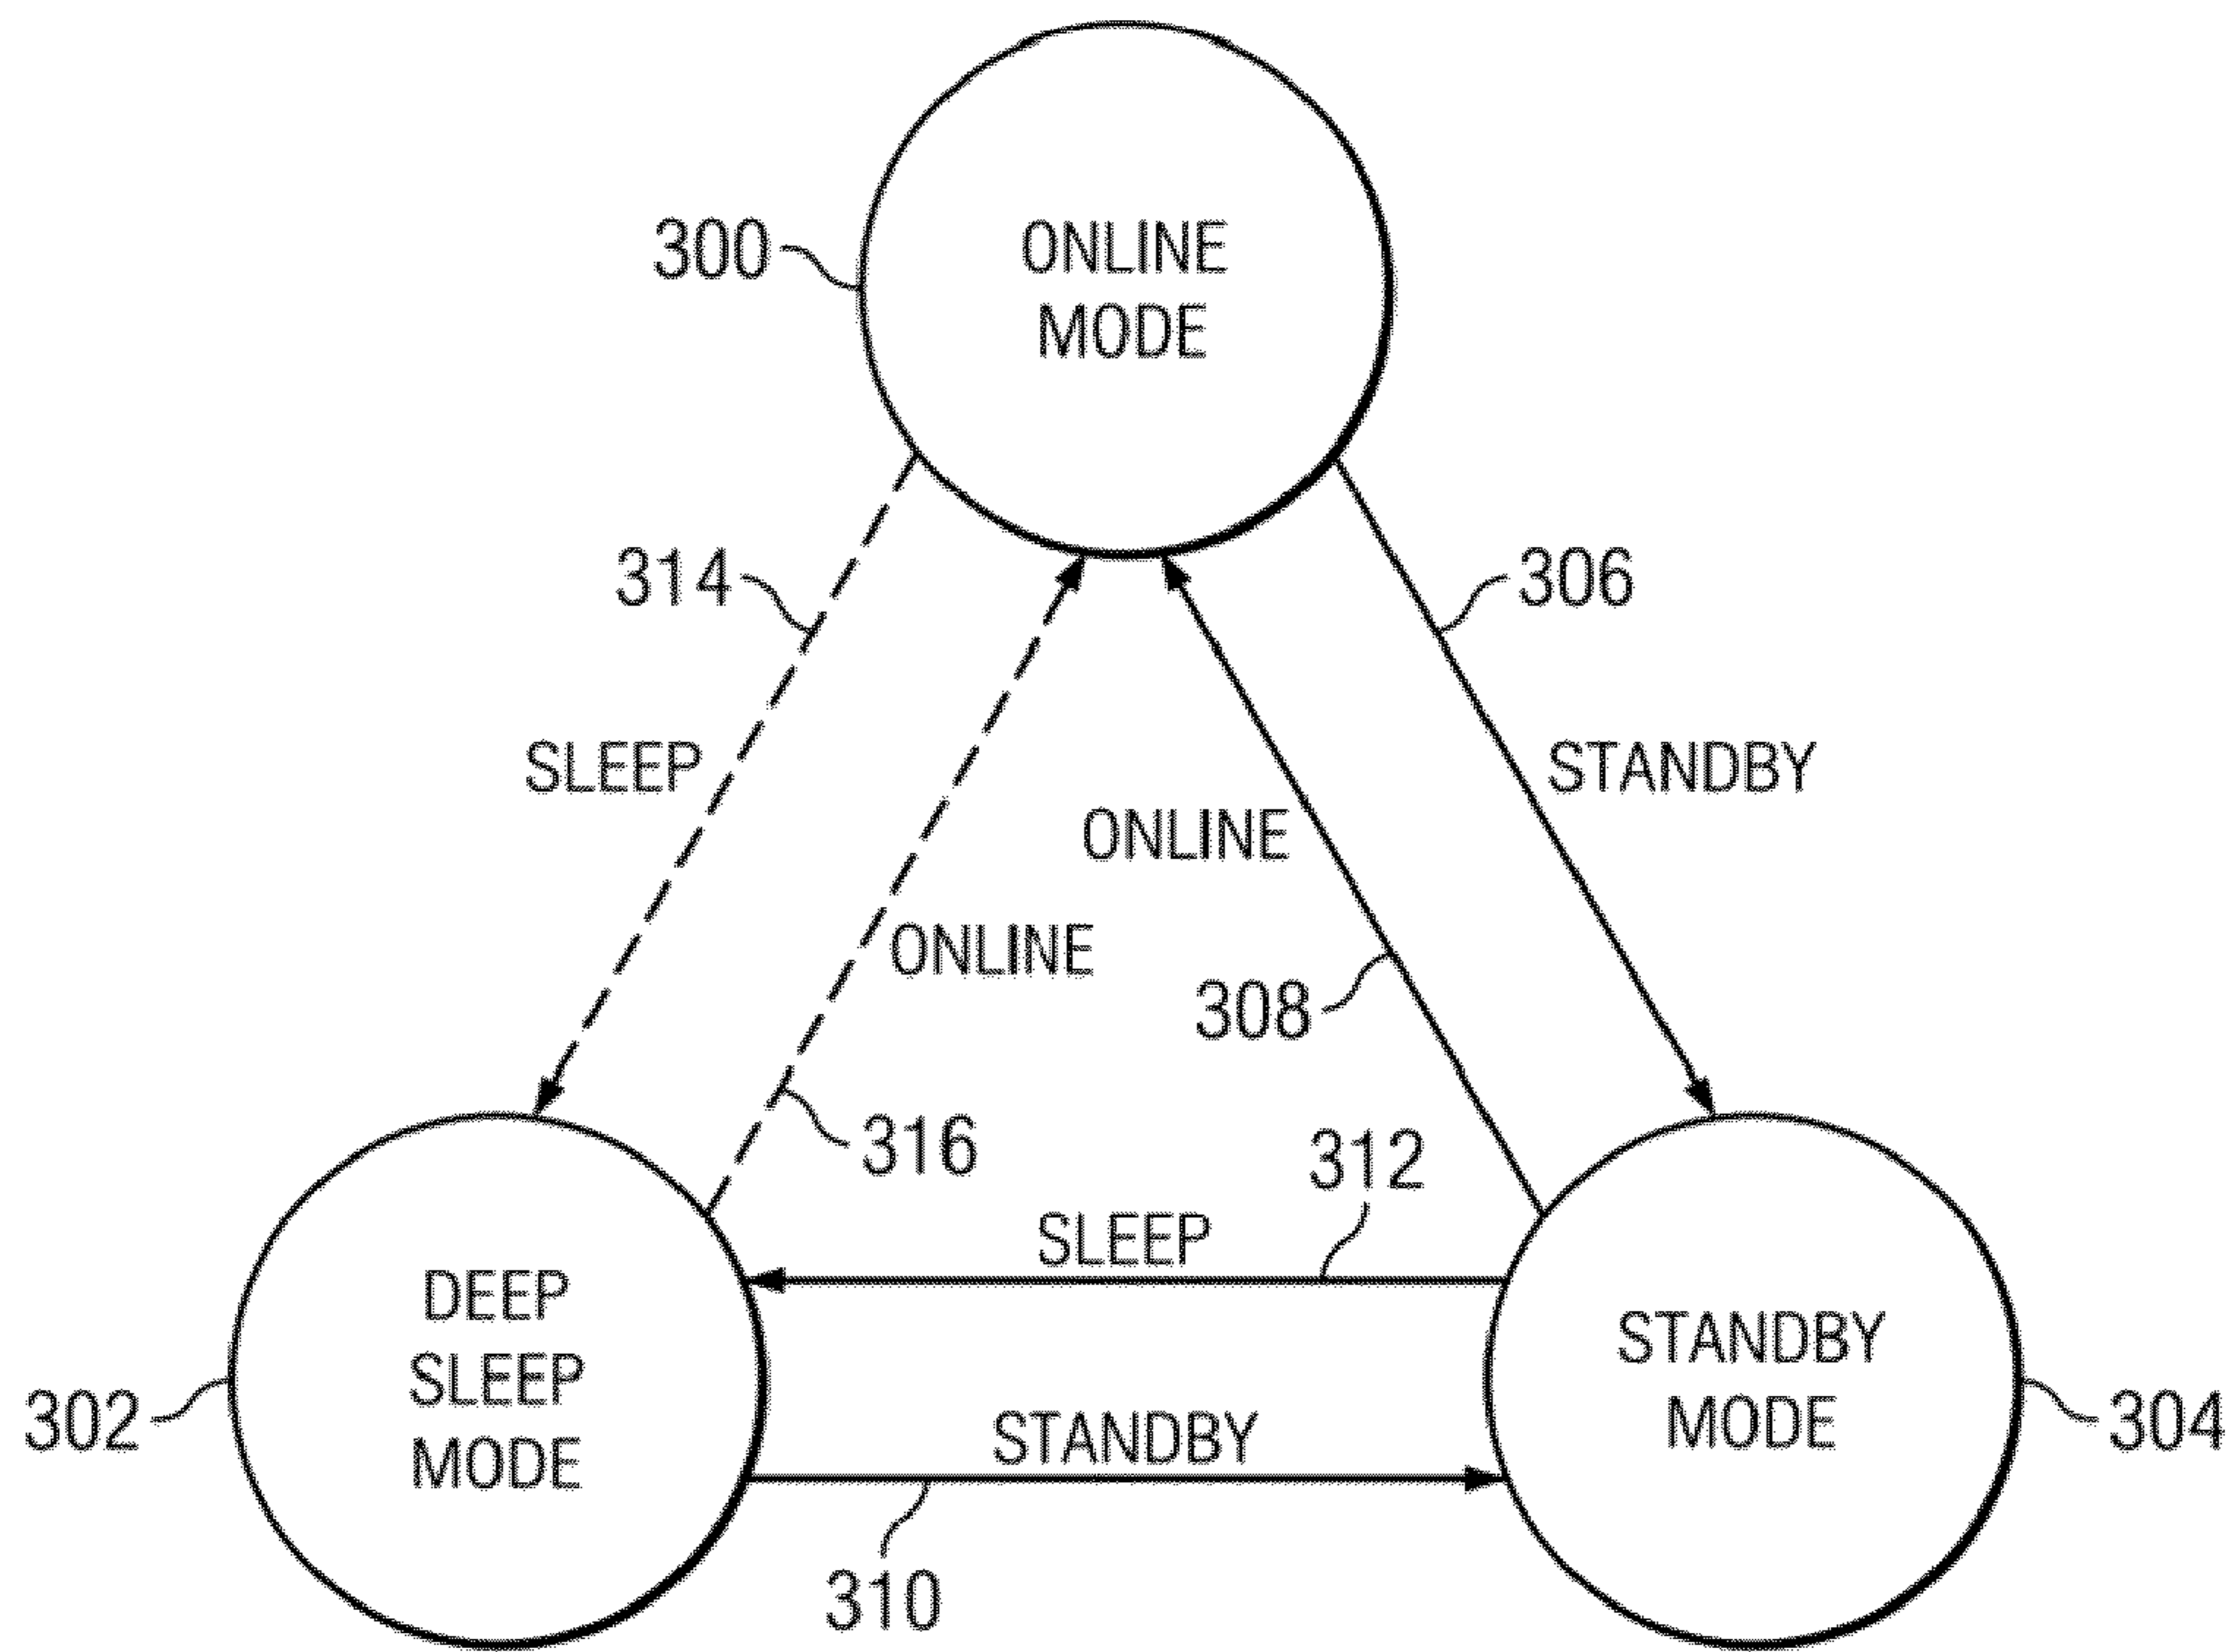 300
ONLINE
MODE
314
306
SLEEP
STANDBY
ONLINE
ONLINE
308
316
312
SLEEP
DEEP
SLEEP
MODE
302
STANDBY
MODE
304
STANDBY
310